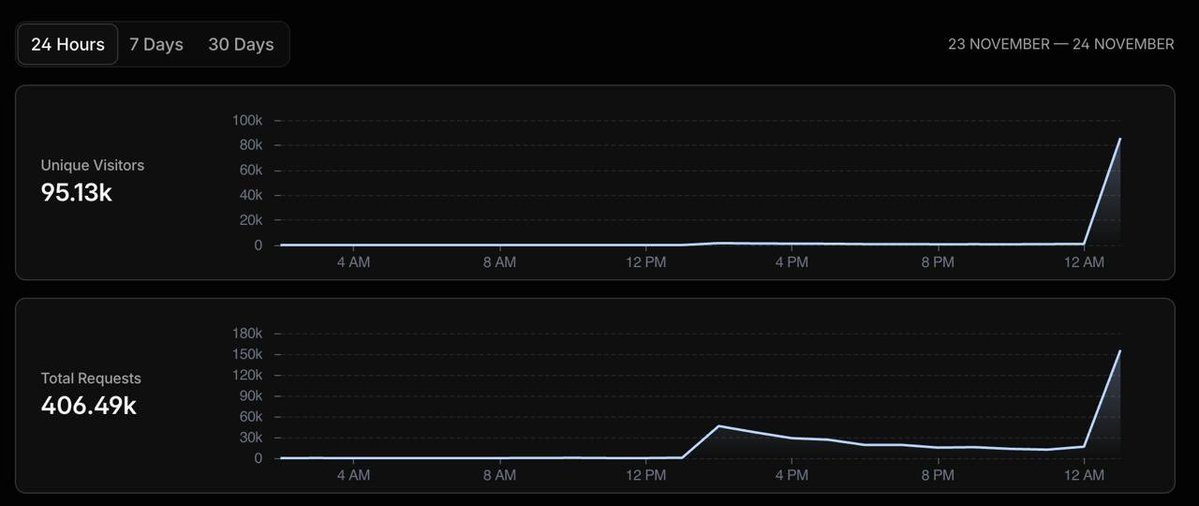 24 Hours 7 Days 30 Days 23 NOVEMBER — 24 NOVEMBER
Unique Visitors
95.13k
100k
80k
60k
40k
20k
0
4 AM 8 AM 12 PM 4 PM 8 PM 12 AM
Total Requests
406.49k
180k
150k
120k
90k
60k
30k
0
4 AM 8 AM 12 PM 4 PM 8 PM 12 AM